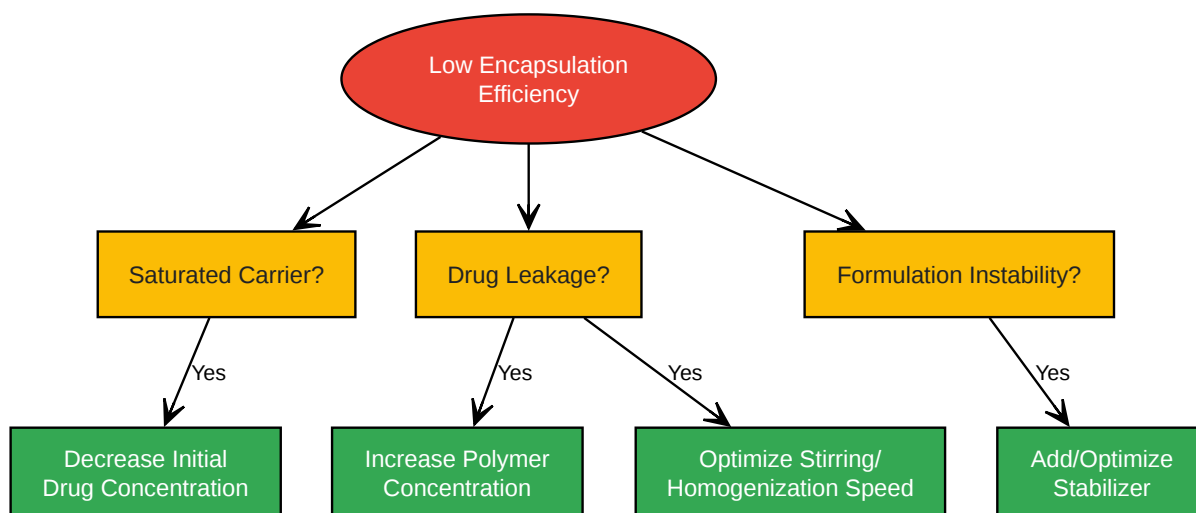 Low Encapsulation
Efficiency
Saturated Carrier?
Drug Leakage?
Formulation Instability?
Yes
Yes
Yes
Yes
Decrease Initial
Drug Concentration
Increase Polymer
Concentration
Optimize Stirring/
Homogenization Speed
Add/Optimize
Stabilizer